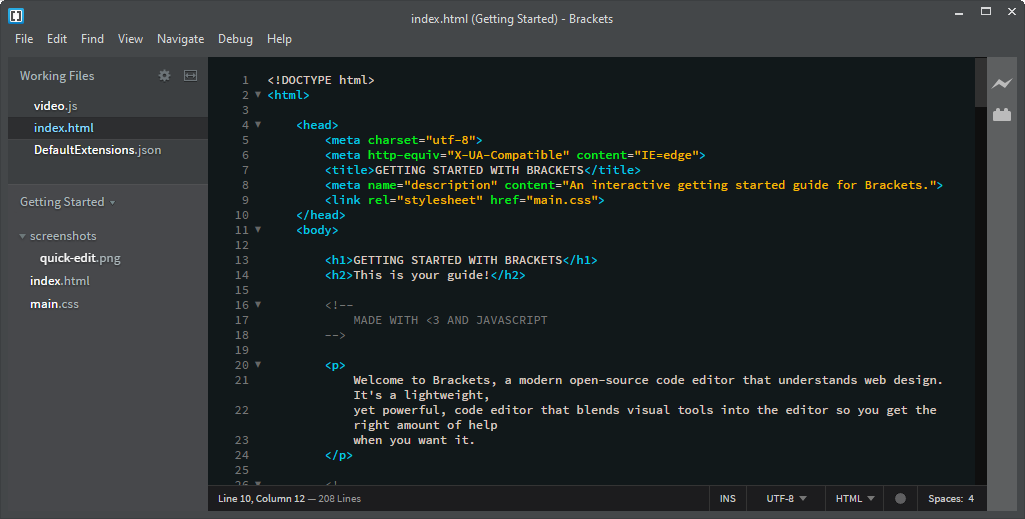 index.html (Getting Started) - Brackets
File Edit Find View Navigate Debug Help
Working Files
video.js
index.html
DefaultExtensions.json
Getting Started
screenshots
quick-edit.png
index.html
main.css
1 <!DOCTYPE html>
2 <html>
3
4 <head>
5 <meta charset="utf-8">
6 <meta http-equiv="X-UA-Compatible" content="IE=edge">
7 <title>GETTING STARTED WITH BRACKETS</title>
8 <meta name="description" content="An interactive getting started guide for Brackets.">
9 <link rel="stylesheet" href="main.css">
10 </head>
11 <body>
12
13 <h1>GETTING STARTED WITH BRACKETS</h1>
14 <h2>This is your guide!</h2>
15
16 <!--
17 MADE WITH <3 AND JAVASCRIPT
18 -->
19
20 <p>
21 Welcome to Brackets, a modern open-source code editor that understands web design.
It's a lightweight,
22 yet powerful, code editor that blends visual tools into the editor so you get the
right amount of help
23 when you want it.
24 </p>
25
Line 10, Column 12 — 208 Lines
INS UTF-8 HTML Spaces: 4